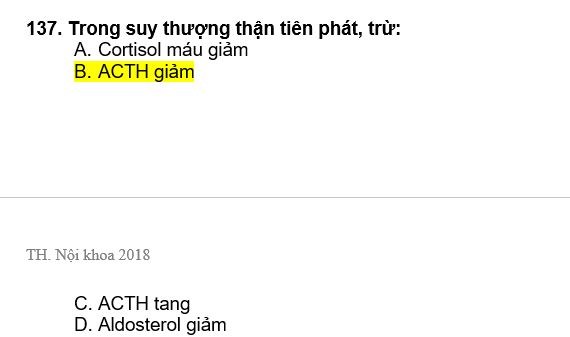 137. Trong suy thượng thận tiên phát, trừ:
A. Cortisol máu giảm
B. ACTH giảm
TH. Nội khoa 2018
C. ACTH tang
D. Aldosterol giảm